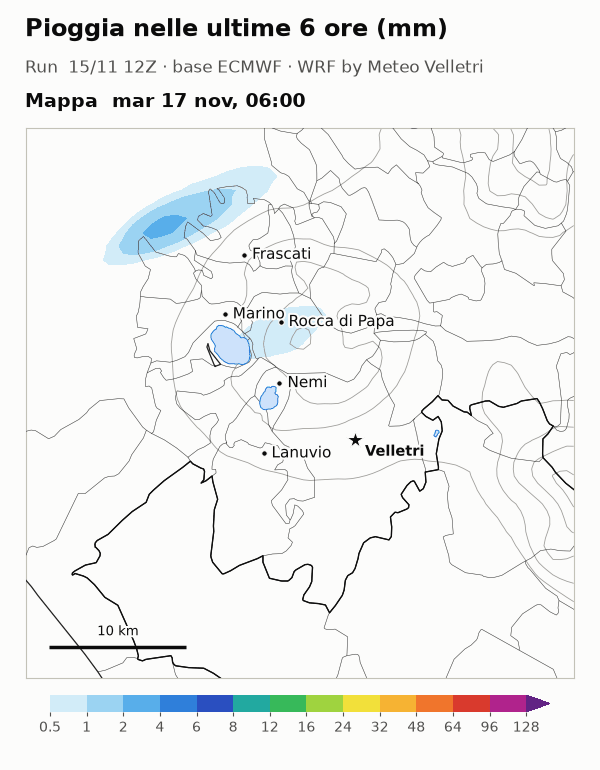 Pioggia nelle ultime 6 ore (mm)
Run  15/11 12Z · base ECMWF · WRF by Meteo Velletri
Mappa  mar 17 nov, 06:00
Frascati
Marino
Rocca di Papa
Nemi
Velletri
Lanuvio
10 km
0.5 1 2 4 6 8 12 16 24 32 48 64 96 128